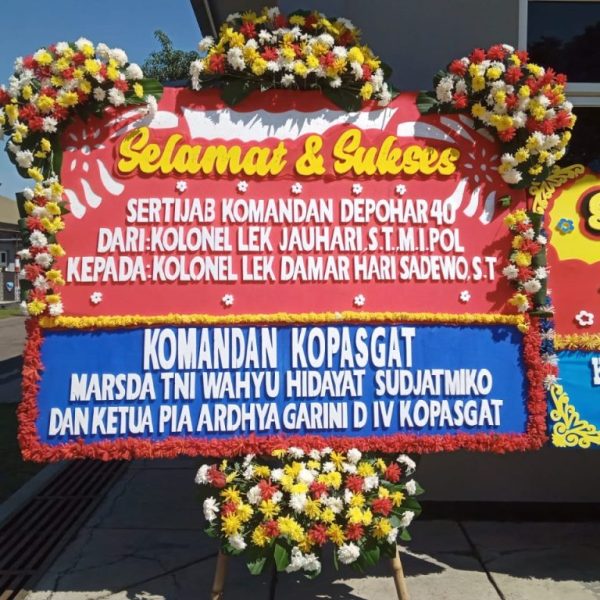 Selamat & Sukses
SERTIJAB KOMANDAN DEPOHAR 40
DARI:KOLONEL LEK JAUHARI,S.T,M.I.POL
KEPADA:KOLONEL LEK DAMAR HARI SADEWO,S.T
KOMANDAN KOPASGAT
MARSDA TNI WAHYU HIDAYAT SUDJATMIKO
DAN KETUA PIA ARDHYA GARINI D IV KOPASGAT